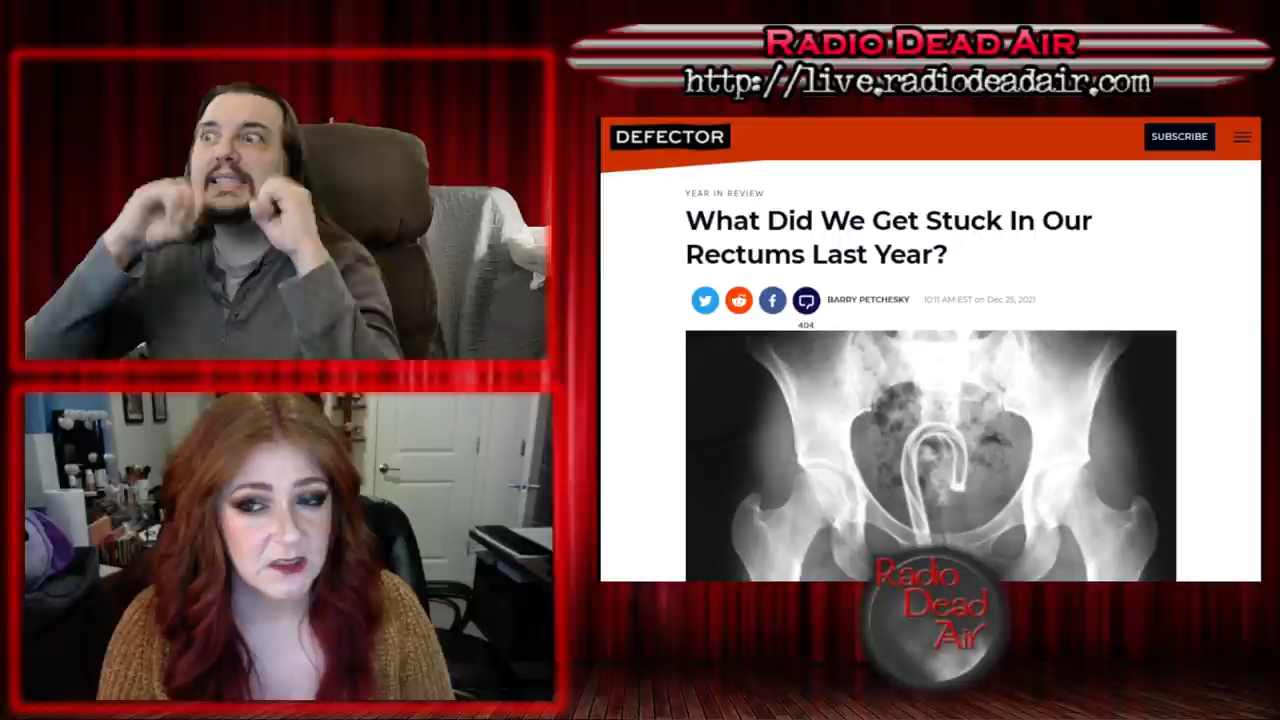 RADIO DEAD AIR
http://live.radiodeadair.com
DEFECTOR
SUBSCRIBE
YEAR IN REVIEW
What Did We Get Stuck In Our
Rectums Last Year?
BARRY PETCHESKY
10:11 AM EST on Dec 25, 2021
404
Radio
Dead
Air